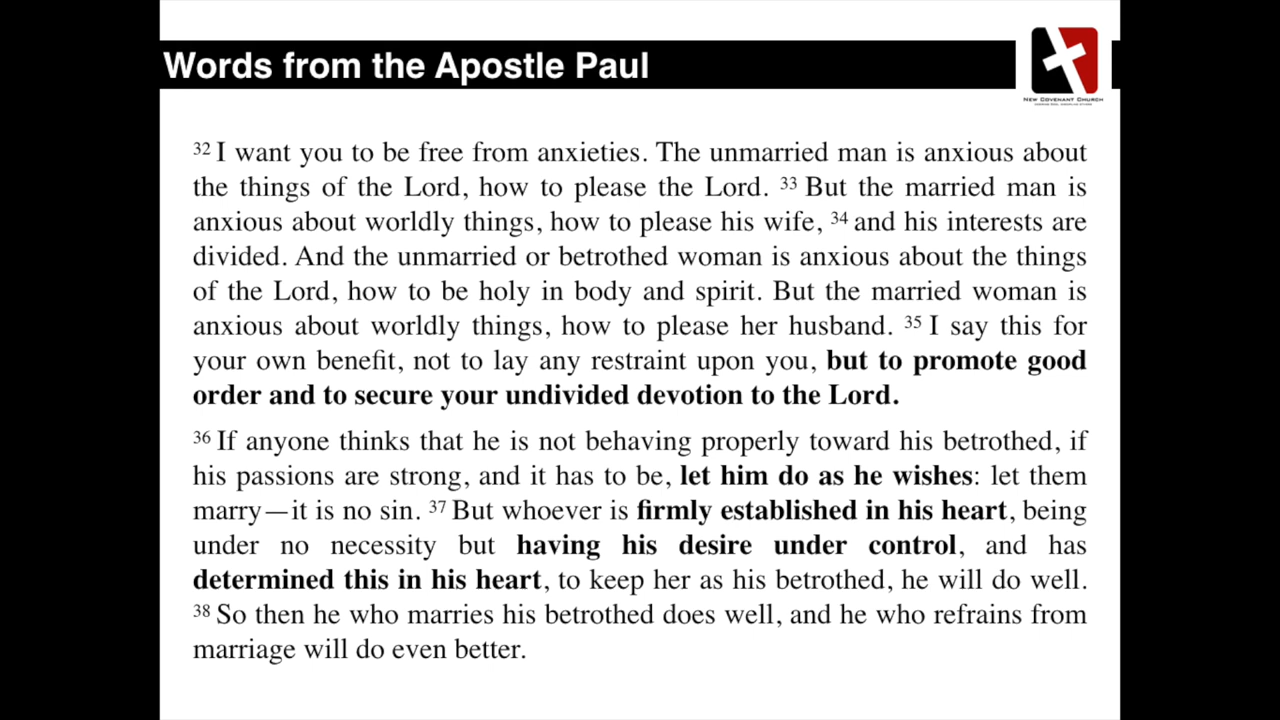 Words from the Apostle Paul
NEW COVENANT CHURCH
32 I want you to be free from anxieties. The unmarried man is anxious about
the things of the Lord, how to please the Lord. 33 But the married man is
anxious about worldly things, how to please his wife, 34 and his interests are
divided. And the unmarried or betrothed woman is anxious about the things
of the Lord, how to be holy in body and spirit. But the married woman is
anxious about worldly things, how to please her husband. 35 I say this for
your own benefit, not to lay any restraint upon you, but to promote good
order and to secure your undivided devotion to the Lord.
36 If anyone thinks that he is not behaving properly toward his betrothed, if
his passions are strong, and it has to be, let him do as he wishes: let them
marry—it is no sin. 37 But whoever is firmly established in his heart, being
under no necessity but having his desire under control, and has
determined this in his heart, to keep her as his betrothed, he will do well.
38 So then he who marries his betrothed does well, and he who refrains from
marriage will do even better.